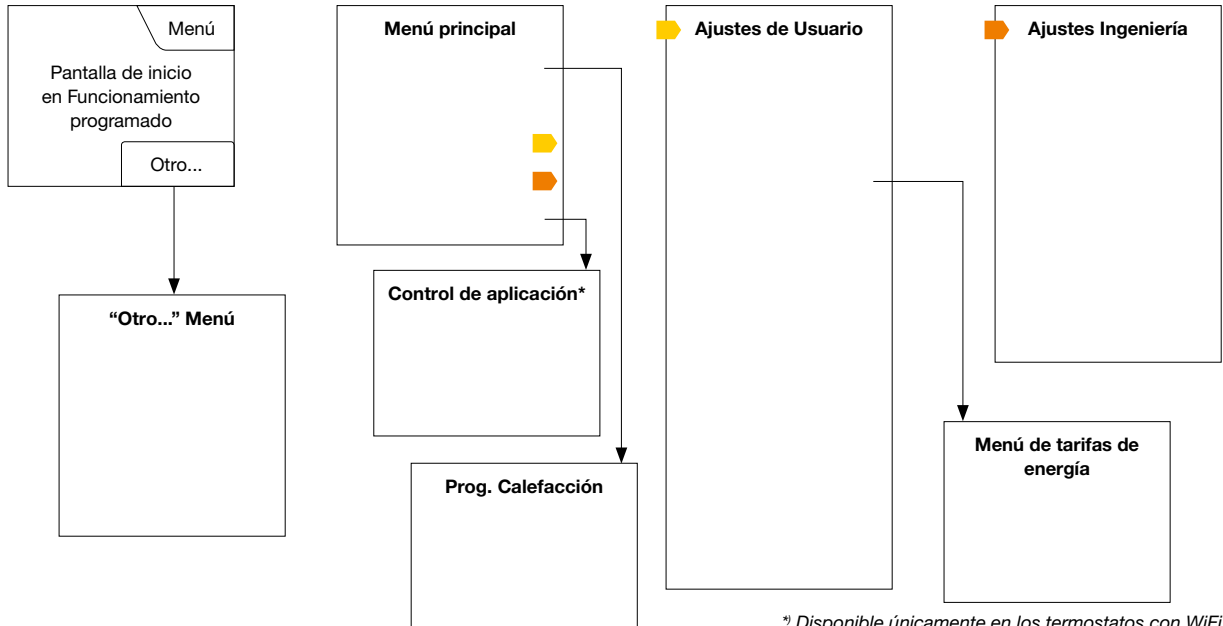 Menú
Pantalla de inicio
en Funcionamiento
programado
Otro...
“Otro...” Menú
Menú principal
Control de aplicación*
Prog. Calefacción
Ajustes de Usuario
Ajustes Ingeniería
Menú de tarifas de
energía
*) Disponible únicamente en los termostatos con WiFi